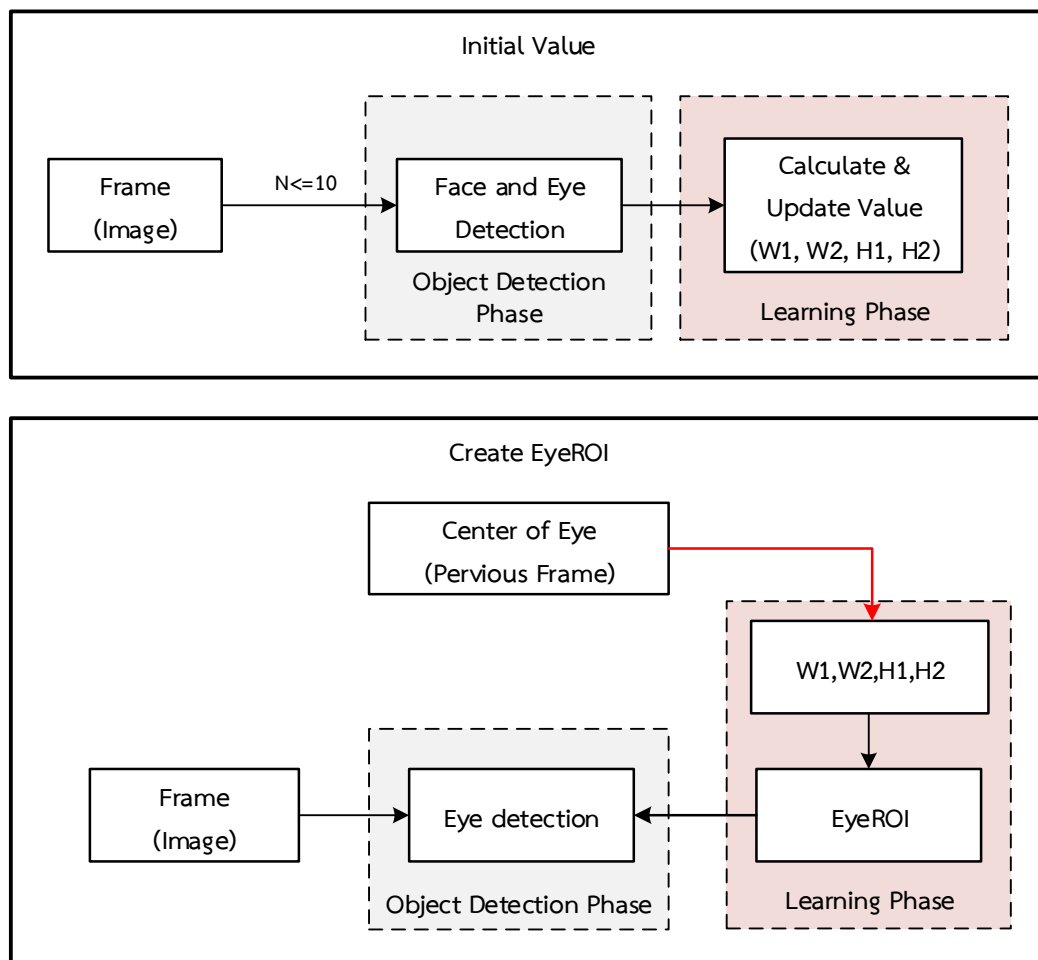 Initial Value
Frame
(Image)
N<=10
Face and Eye
Detection
Object Detection
Phase
Calculate &
Update Value
(W1, W2, H1, H2)
Learning Phase
Create EyeROI
Center of Eye
(Pervious Frame)
W1,W2,H1,H2
Frame
(Image)
Eye detection
EyeROI
Object Detection Phase
Learning Phase